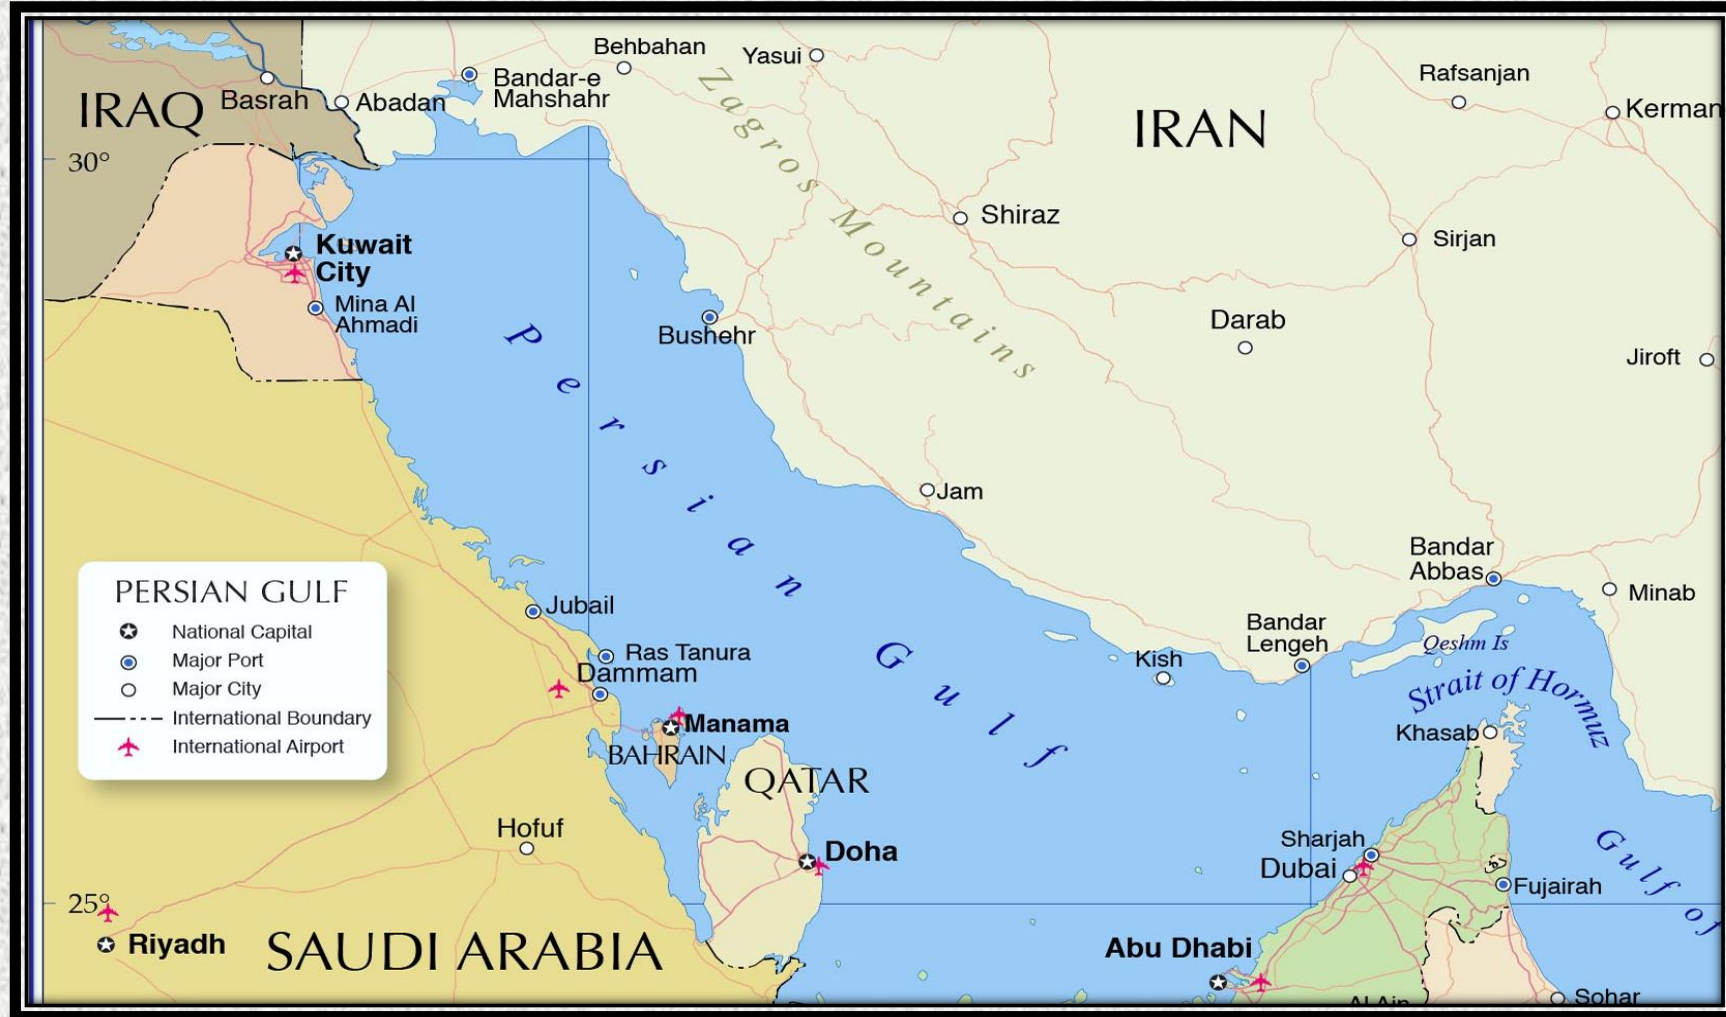 Behbahan
Yasui
Bandar-e
Mahshahr
Rafsanjan
Kerman
IRAQ
Basrah
Abadan
Zagros Mountains
IRAN
30°
Shiraz
Sirjan
Kuwait
City
Mina Al
Ahmadi
Bushehr
Darab
Jiroft
Persian Gulf
Jam
Bandar
Abbas
Minab
PERSIAN GULF
National Capital
Major Port
Major City
International Boundary
International Airport
Jubail
Ras Tanura
Dammam
Bandar
Lengeh
Kish
Qeshm Is
Strait of Hormuz
Khasab
Manama
BAHRAIN
QATAR
Hofuf
Doha
Sharjah
Dubai
Fujairah
Gulf of
25°
Riyadh
SAUDI ARABIA
Abu Dhabi
Al Ain
Sohar